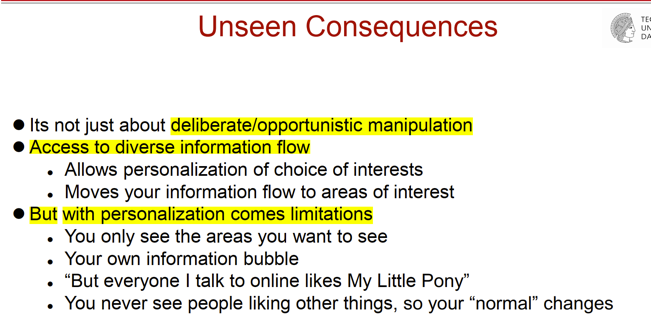 Unseen Consequences
TE
UN
DA
Its not just about deliberate/opportunistic manipulation
Access to diverse information flow
Allows personalization of choice of interests
Moves your information flow to areas of interest
But with personalization comes limitations
You only see the areas you want to see
Your own information bubble
“But everyone I talk to online likes My Little Pony”
You never see people liking other things, so your “normal” changes